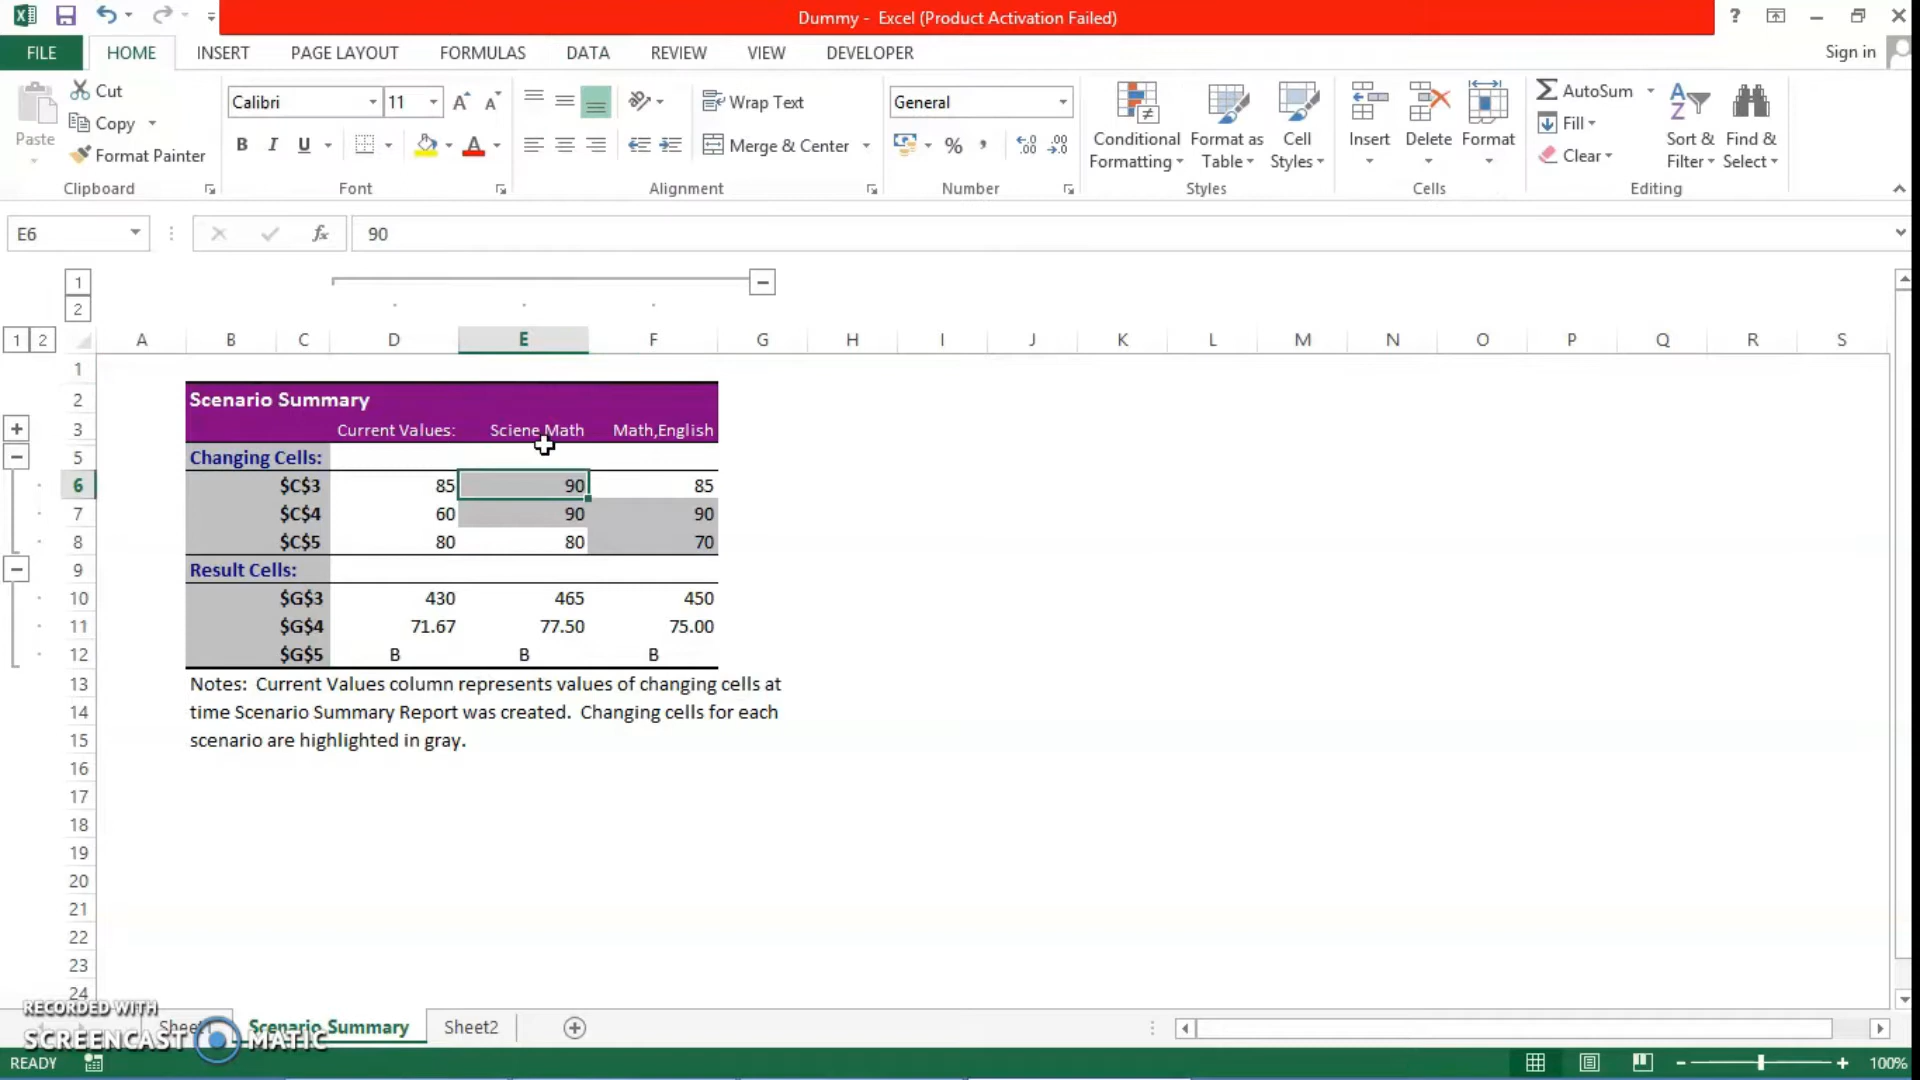 Dummy - Excel (Product Activation Failed)
FILE HOME INSERT PAGE LAYOUT FORMULAS DATA REVIEW VIEW DEVELOPER Sign in
Paste Cut Copy Format Painter Clipboard
Calibri 11 B I U A Font
Wrap Text Merge & Center Alignment
General % Number
Conditional Formatting Format as Table Cell Styles Styles
Insert Delete Format Cells
AutoSum Fill Clear Sort & Filter Find & Select Editing
E6 fx 90
1
2
1 2 A B C D E F G H I J K L M N O P Q R S
1
2 Scenario Summary
3 Current Values: Sciene Math Math,English
5 Changing Cells:
6 $C$3 85 90 85
7 $C$4 60 90 90
8 $C$5 80 80 70
9 Result Cells:
10 $G$3 430 465 450
11 $G$4 71.67 77.50 75.00
12 $G$5 B B B
13 Notes: Current Values column represents values of changing cells at
14 time Scenario Summary Report was created. Changing cells for each
15 scenario are highlighted in gray.
16
17
18
19
20
21
22
23
24
RECORDED WITH
SCREENCAST MATIC
Sheet1 Scenario Summary Sheet2
READY 100%